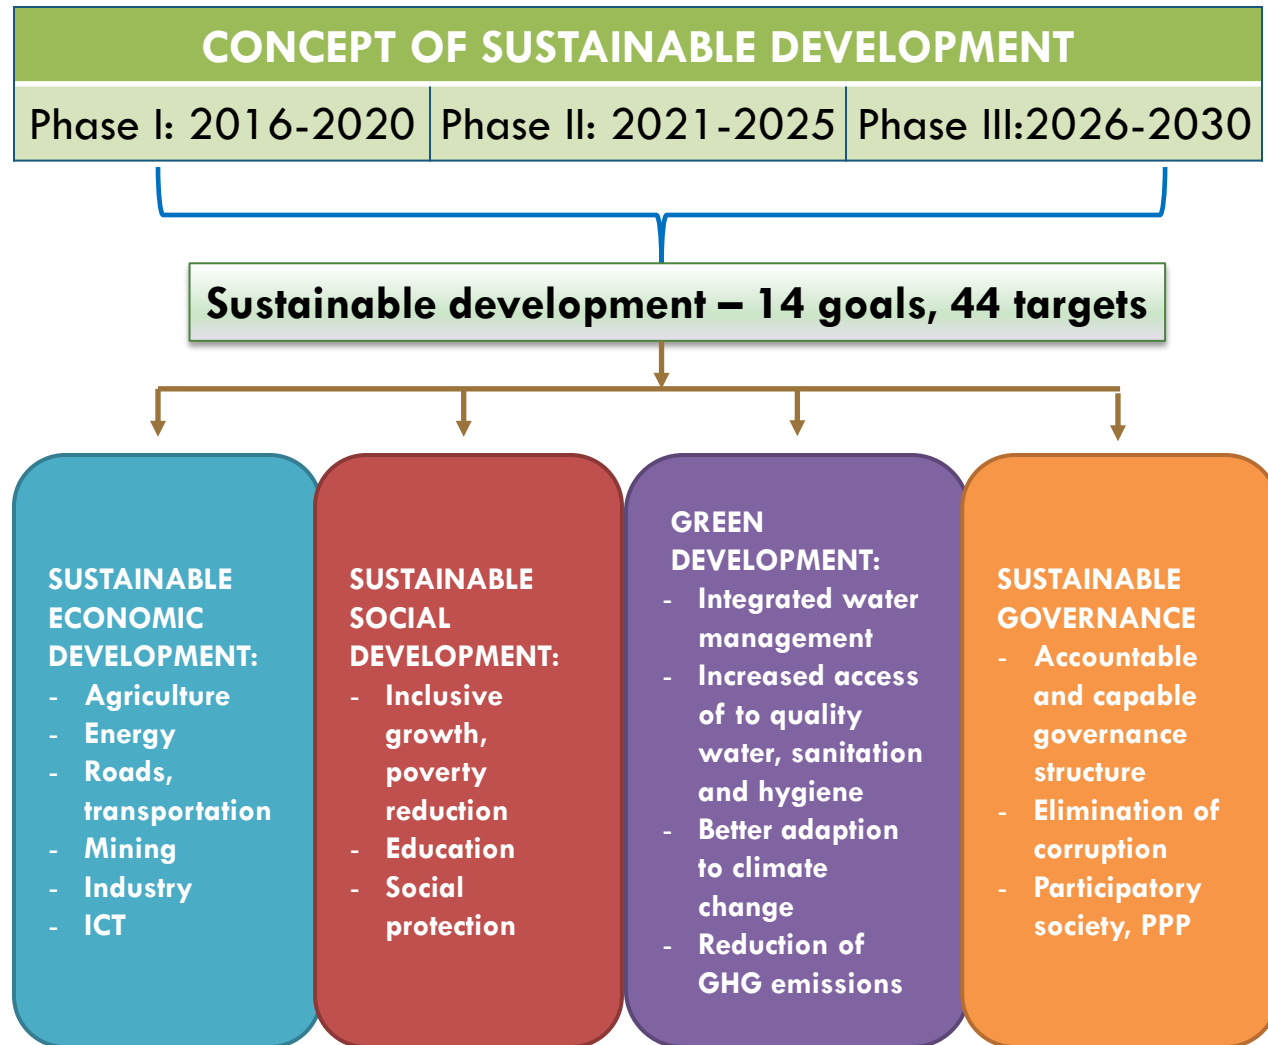 CONCEPT OF SUSTAINABLE DEVELOPMENT
Phase I: 2016-2020 Phase II: 2021-2025 Phase III:2026-2030
Sustainable development – 14 goals, 44 targets
SUSTAINABLE
ECONOMIC
DEVELOPMENT:
- Agriculture
- Energy
- Roads,
transportation
- Mining
- Industry
- ICT
SUSTAINABLE
SOCIAL
DEVELOPMENT:
- Inclusive
growth,
poverty
reduction
- Education
- Social
protection
GREEN
DEVELOPMENT:
- Integrated water
management
- Increased access
of to quality
water, sanitation
and hygiene
- Better adaption
to climate
change
- Reduction of
GHG emissions
SUSTAINABLE
GOVERNANCE
- Accountable
and capable
governance
structure
- Elimination of
corruption
- Participatory
society, PPP